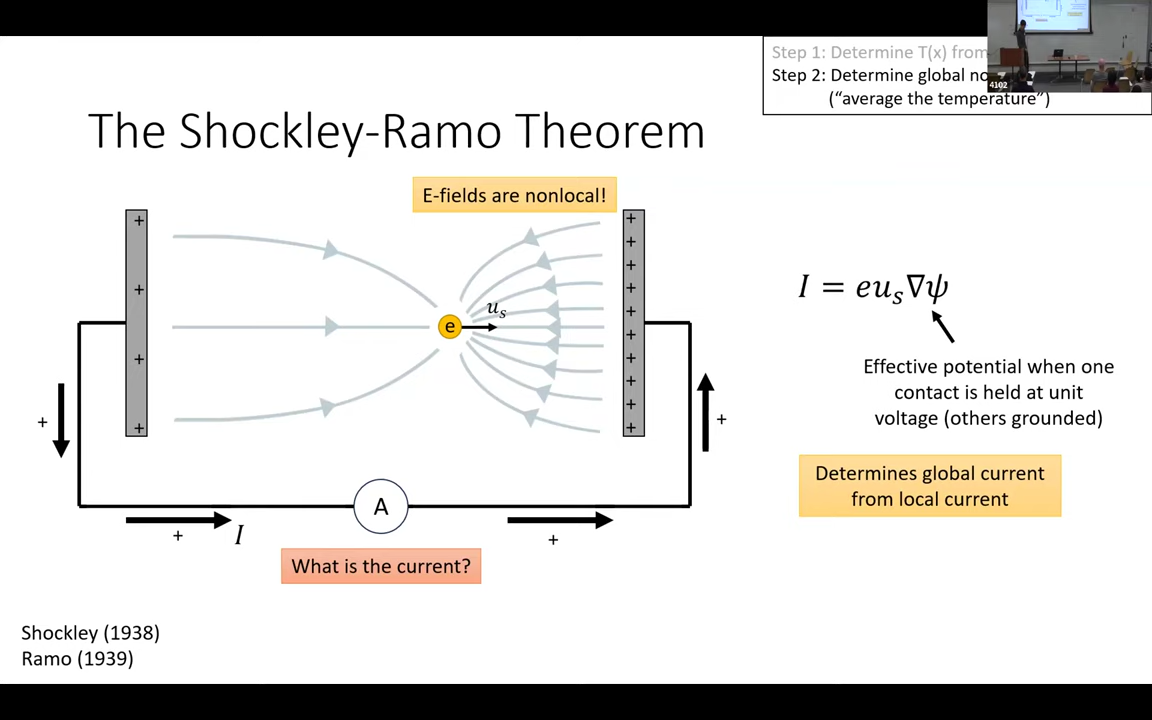 Step 1: Determine T(x) from
Step 2: Determine global
("average the temperature")
4102
The Shockley-Ramo Theorem
E-fields are nonlocal!
+ + + +
+ + + + + + + + + +
e
u_s
I = eu_s∇ψ
Effective potential when one
contact is held at unit
voltage (others grounded)
+
+
Determines global current
from local current
A
+ I
+
What is the current?
Shockley (1938)
Ramo (1939)